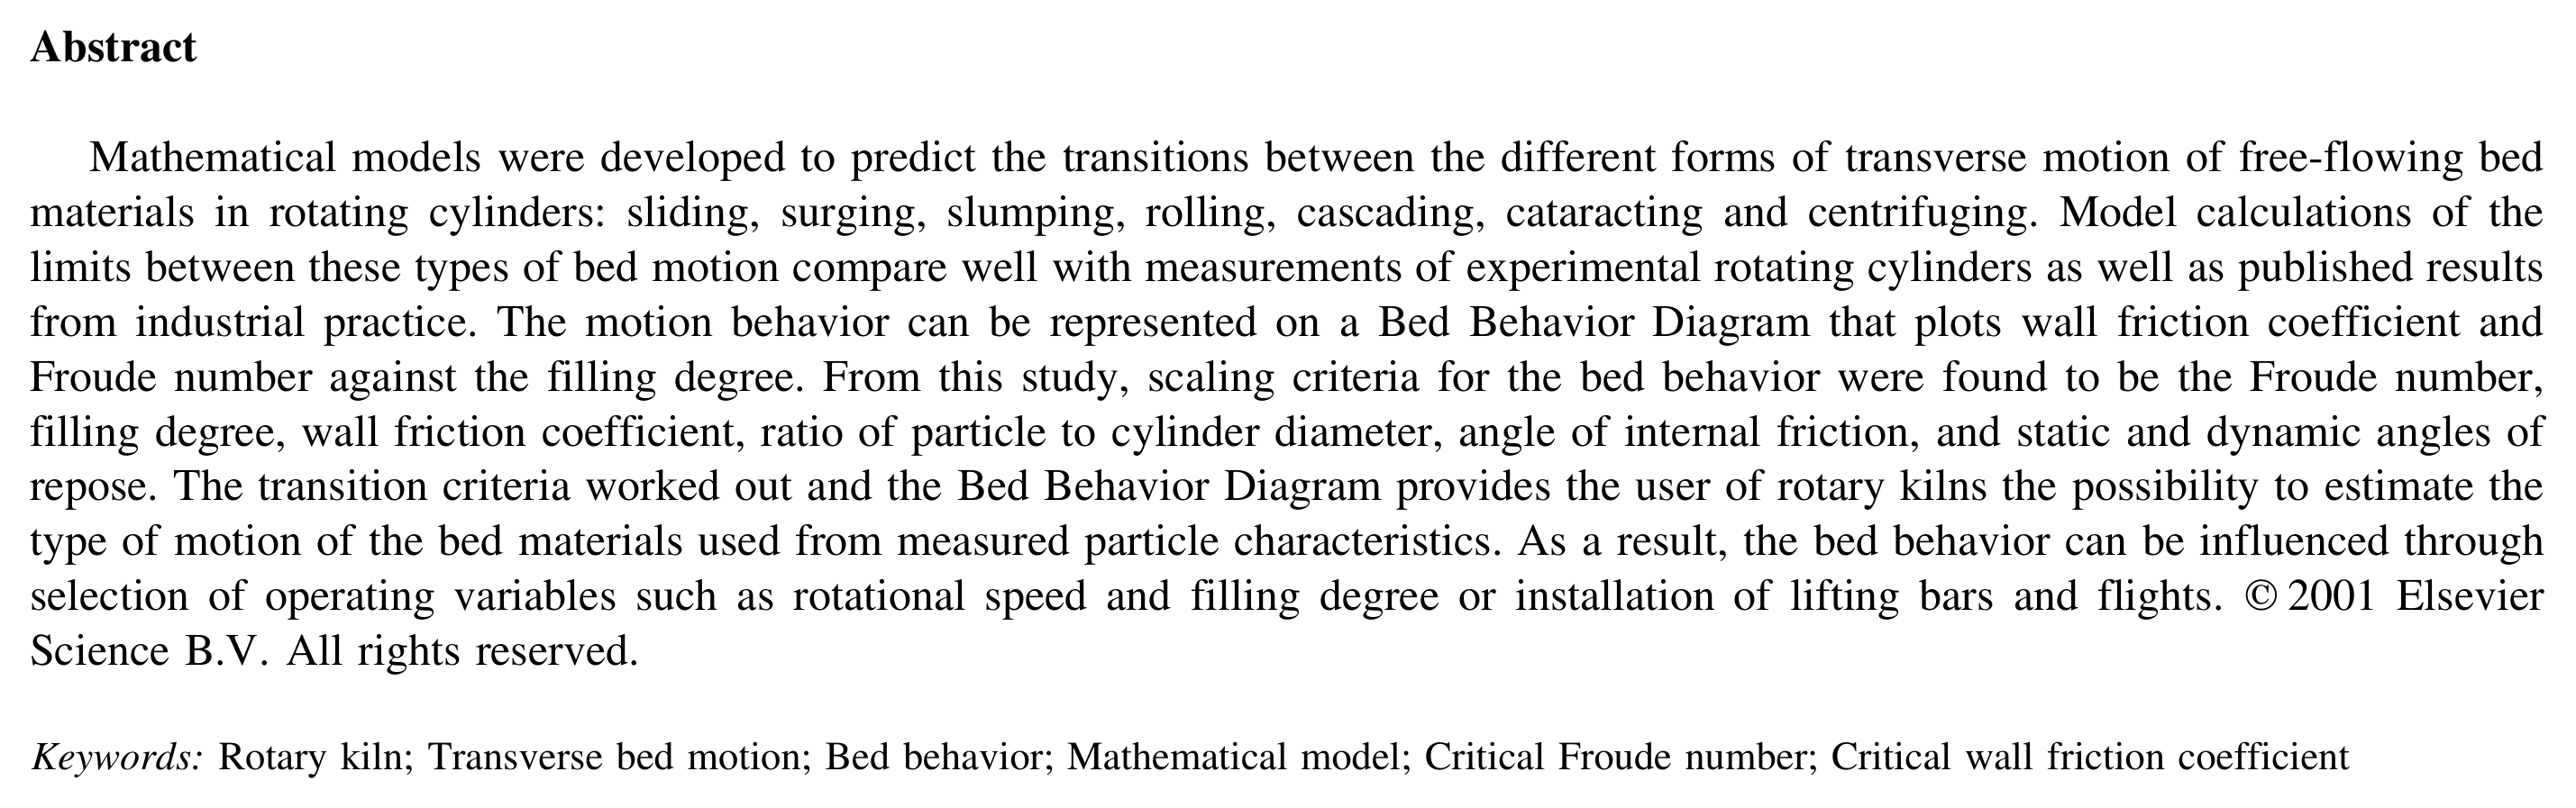 Abstract
Mathematical models were developed to predict the transitions between the different forms of transverse motion of free-flowing bed
materials in rotating cylinders: sliding, surging, slumping, rolling, cascading, cataracting and centrifuging. Model calculations of the
limits between these types of bed motion compare well with measurements of experimental rotating cylinders as well as published results
from industrial practice. The motion behavior can be represented on a Bed Behavior Diagram that plots wall friction coefficient and
Froude number against the filling degree. From this study, scaling criteria for the bed behavior were found to be the Froude number,
filling degree, wall friction coefficient, ratio of particle to cylinder diameter, angle of internal friction, and static and dynamic angles of
repose. The transition criteria worked out and the Bed Behavior Diagram provides the user of rotary kilns the possibility to estimate the
type of motion of the bed materials used from measured particle characteristics. As a result, the bed behavior can be influenced through
selection of operating variables such as rotational speed and filling degree or installation of lifting bars and flights. © 2001 Elsevier
Science B.V. All rights reserved.
Keywords: Rotary kiln; Transverse bed motion; Bed behavior; Mathematical model; Critical Froude number; Critical wall friction coefficient